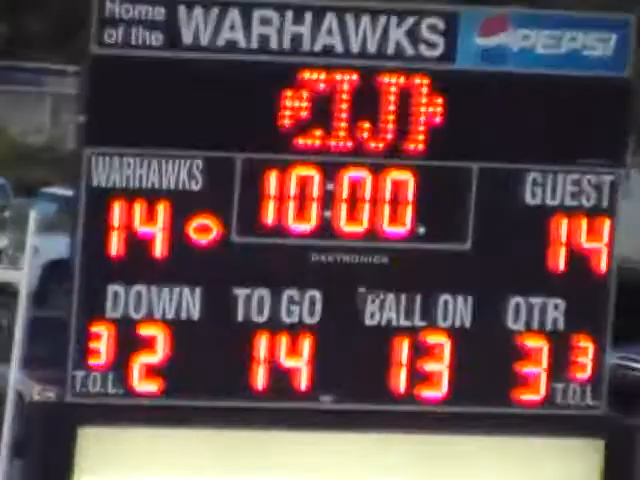 Home
of the WARHAWKS PEPSI
WARHAWKS 10:00 GUEST
14 14
DAKTRONICS
DOWN TO GO BALL ON QTR
3 2 14 13 3 3
T.O.L. T.O.L